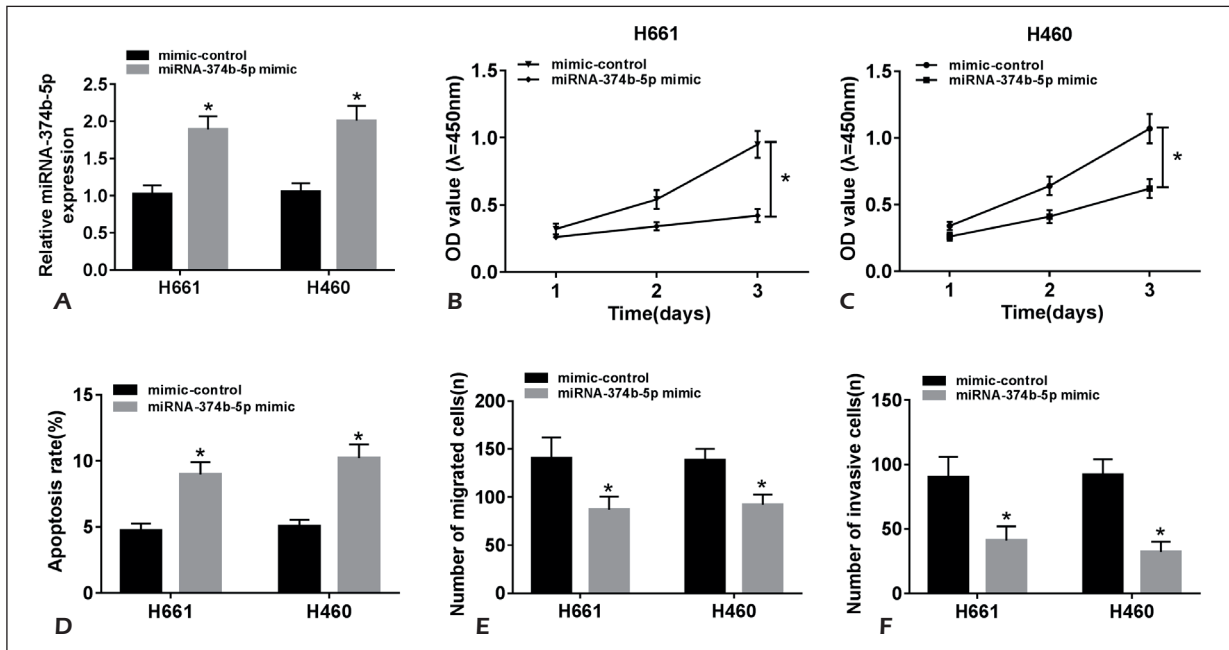 mimic-control
miRNA-374b-5p mimic
Relative miRNA-374b-5p
expression
2.5
2.0
1.5
1.0
0.5
0.0
*
*
H661
H460
A
H661
mimic-control
miRNA-374b-5p mimic
OD value (λ=450nm)
1.5
1.0
0.5
0.0
*
1
2
3
Time(days)
B
H460
mimic-control
miRNA-374b-5p mimic
OD value (λ=450nm)
1.5
1.0
0.5
0.0
*
1
2
3
Time(days)
C
mimic-control
miRNA-374b-5p mimic
Apoptosis rate(%)
15
10
5
0
*
*
H661
H460
D
mimic-control
miRNA-374b-5p mimic
Number of migrated cells(n)
200
150
100
50
0
*
*
H661
H460
E
mimic-control
miRNA-374b-5p mimic
Number of invasive cells(n)
150
100
50
0
*
*
H661
H460
F